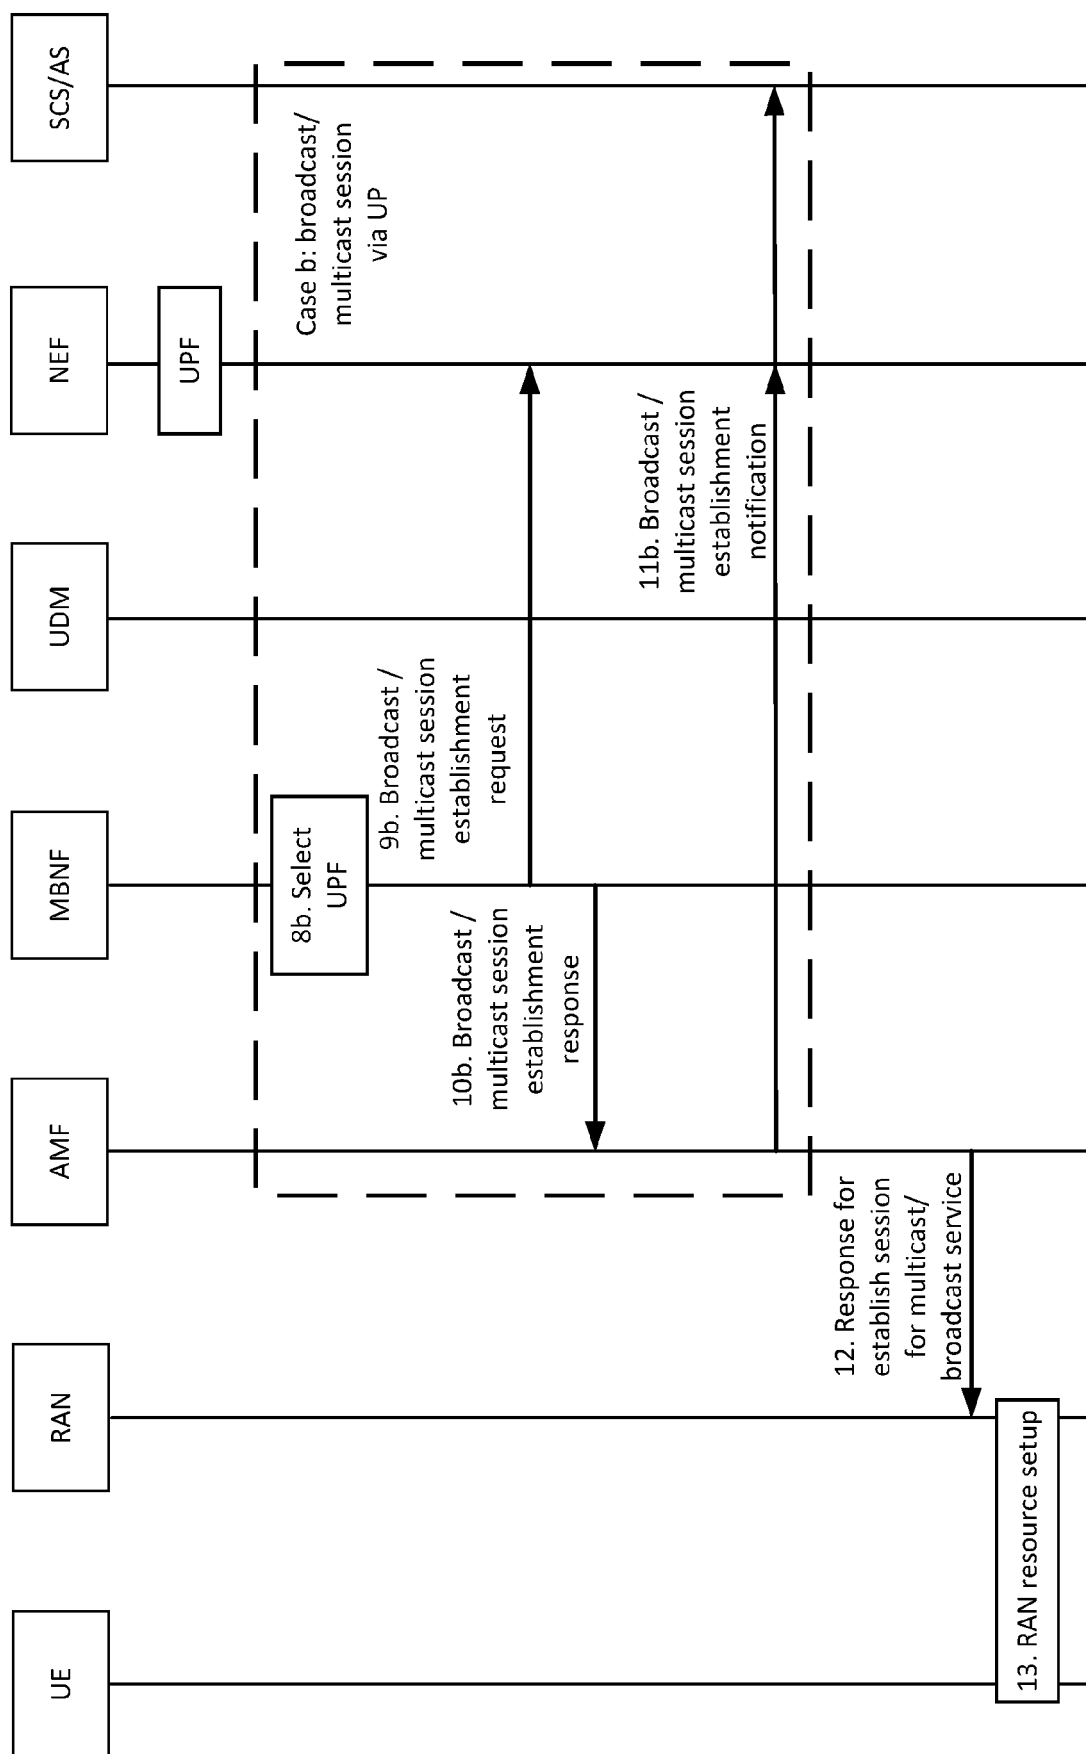 UE
RAN
AMF
MBNF
UDM
NEF
SCS/AS
UPF
8b. Select
UPF
Case b: broadcast/
multicast session
via UP
9b. Broadcast /
multicast session
establishment
request
10b. Broadcast /
multicast session
establishment
response
11b. Broadcast /
multicast session
establishment
notification
12. Response for
establish session
for multicast/
broadcast service
13. RAN resource setup